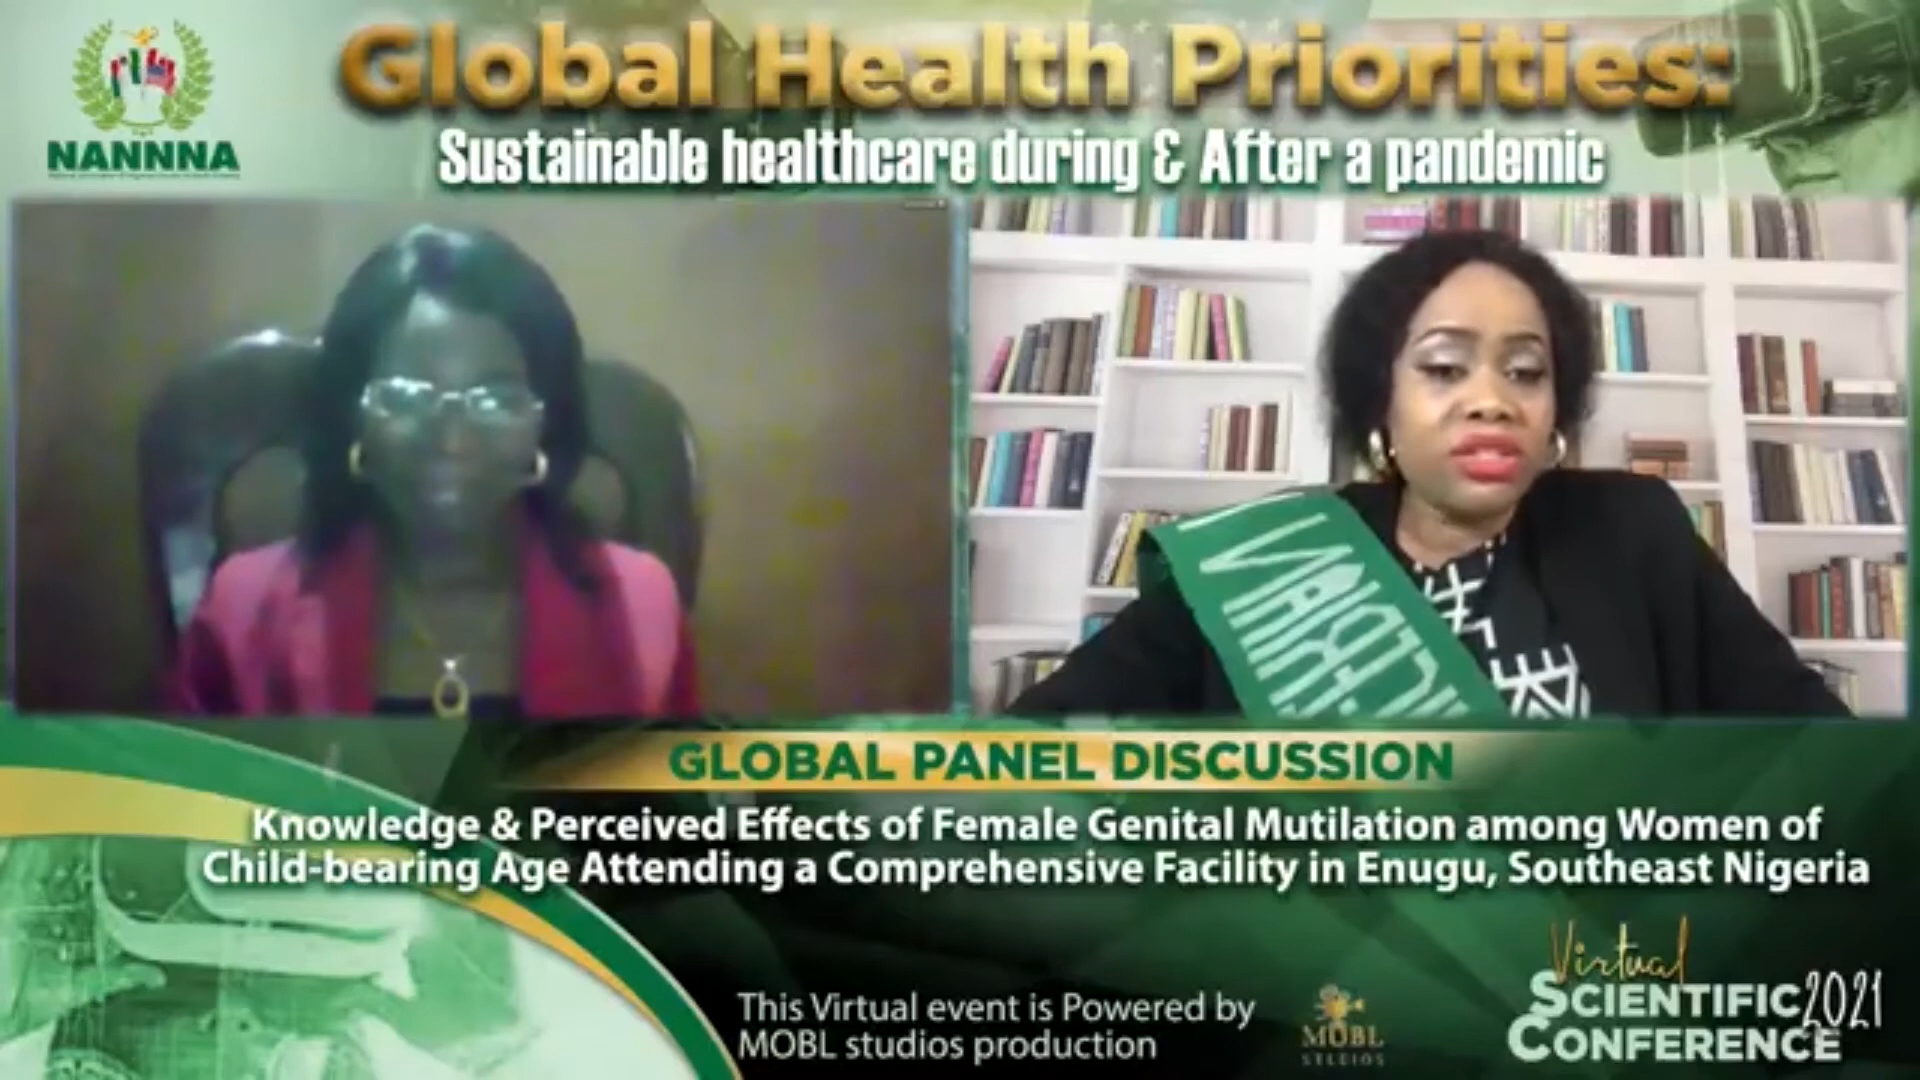 Global Health Priorities:
Sustainable healthcare during & After a pandemic
NANNNA
GLOBAL PANEL DISCUSSION
Knowledge & Perceived Effects of Female Genital Mutilation among Women of
Child-bearing Age Attending a Comprehensive Facility in Enugu, Southeast Nigeria
This Virtual event is Powered by
MOBL studios production
MOBL
STUDIOS
Virtual
SCIENTIFIC 2021
CONFERENCE